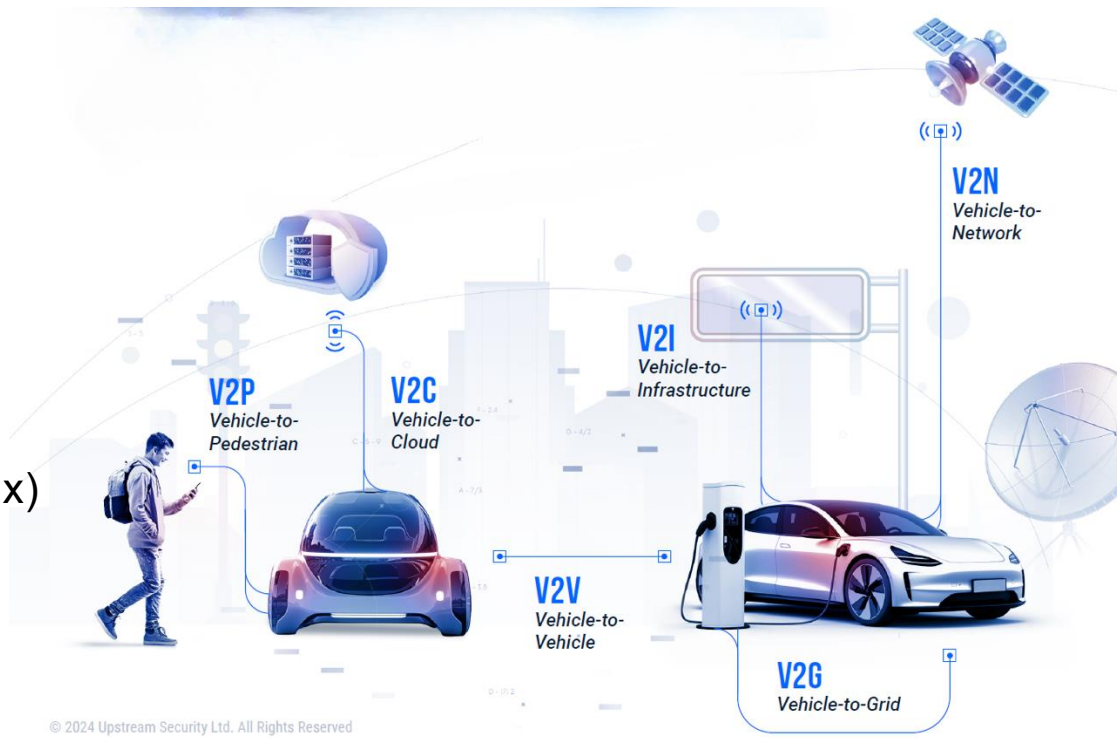 V2N
Vehicle-to-
Network
V2I
Vehicle-to-
Infrastructure
V2P
Vehicle-to-
Pedestrian
V2C
Vehicle-to-
Cloud
x)
V2V
Vehicle-to-
Vehicle
V2G
Vehicle-to-Grid
© 2024 Upstream Security Ltd. All Rights Reserved